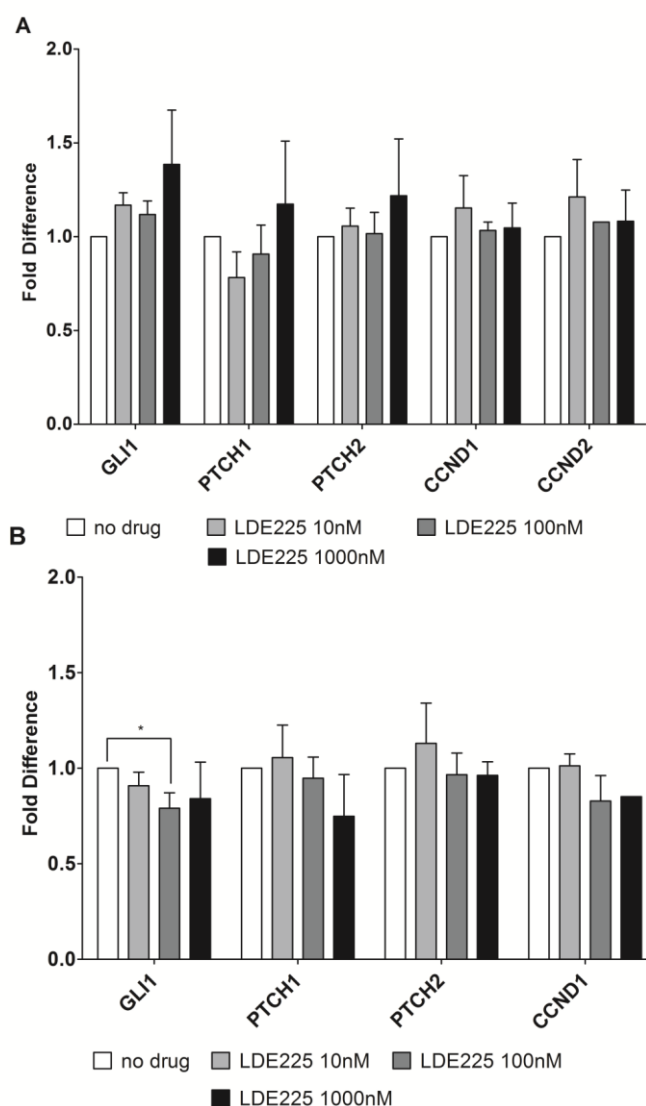 A
2.0
1.5
1.0
0.5
0.0
Fold Difference
GLI1
PTCH1
PTCH2
CCND1
CCND2
no drug LDE225 10nM LDE225 100nM
LDE225 1000nM
B
2.0
1.5
1.0
0.5
0.0
Fold Difference
*
GLI1
PTCH1
PTCH2
CCND1
no drug LDE225 10nM LDE225 100nM
LDE225 1000nM